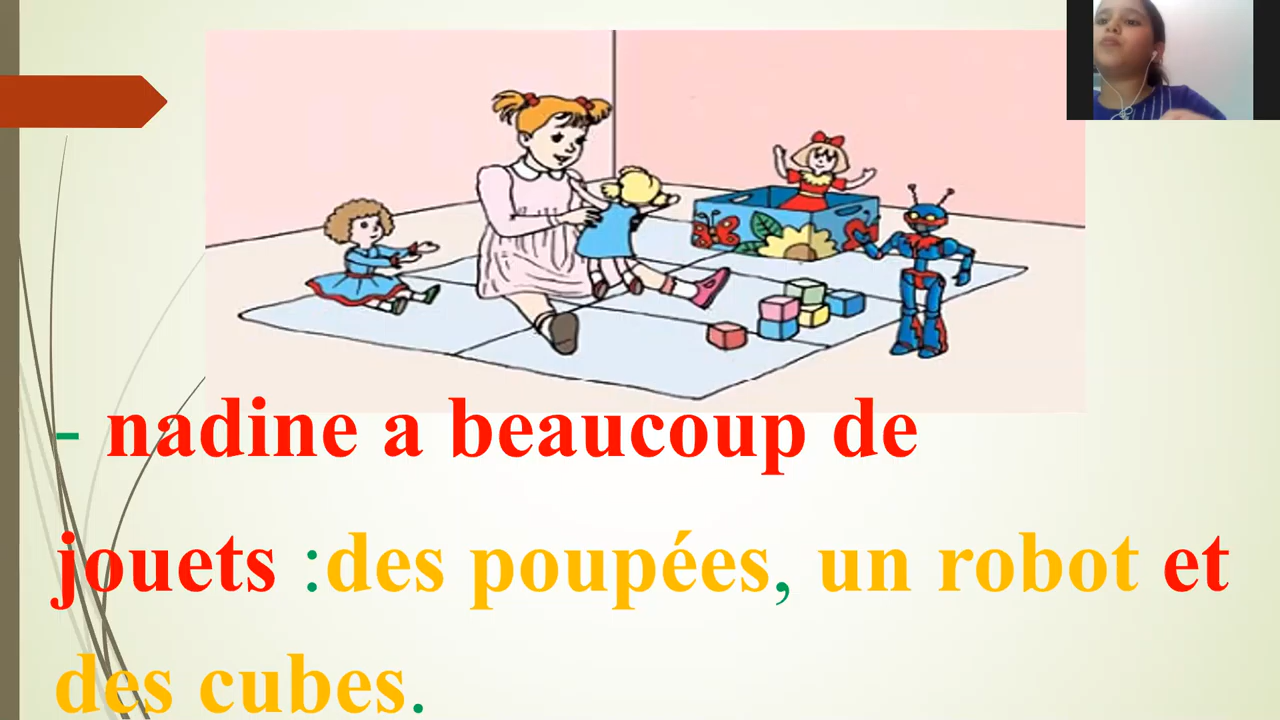 - nadine a beaucoup de
jouets :des poupées, un robot et
des cubes.